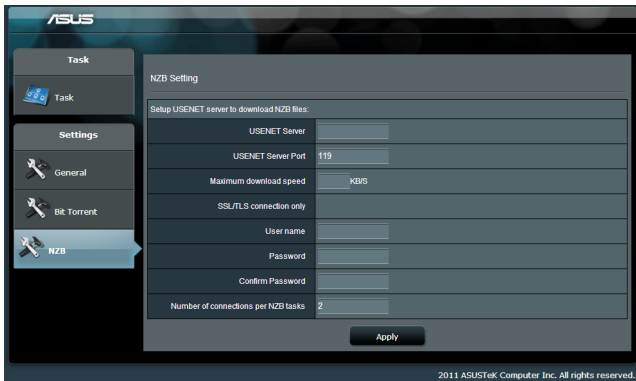 ASUS
Task
Task
Settings
General
Bit Torrent
NZB
NZB Setting
Setup USENET server to download NZB files:
USENET Server
USENET Server Port 119
Maximum download speed KB/S
SSL/TLS connection only
User name
Password
Confirm Password
Number of connections per NZB tasks 2
Apply
2011 ASUSTeK Computer Inc. All rights reserved.